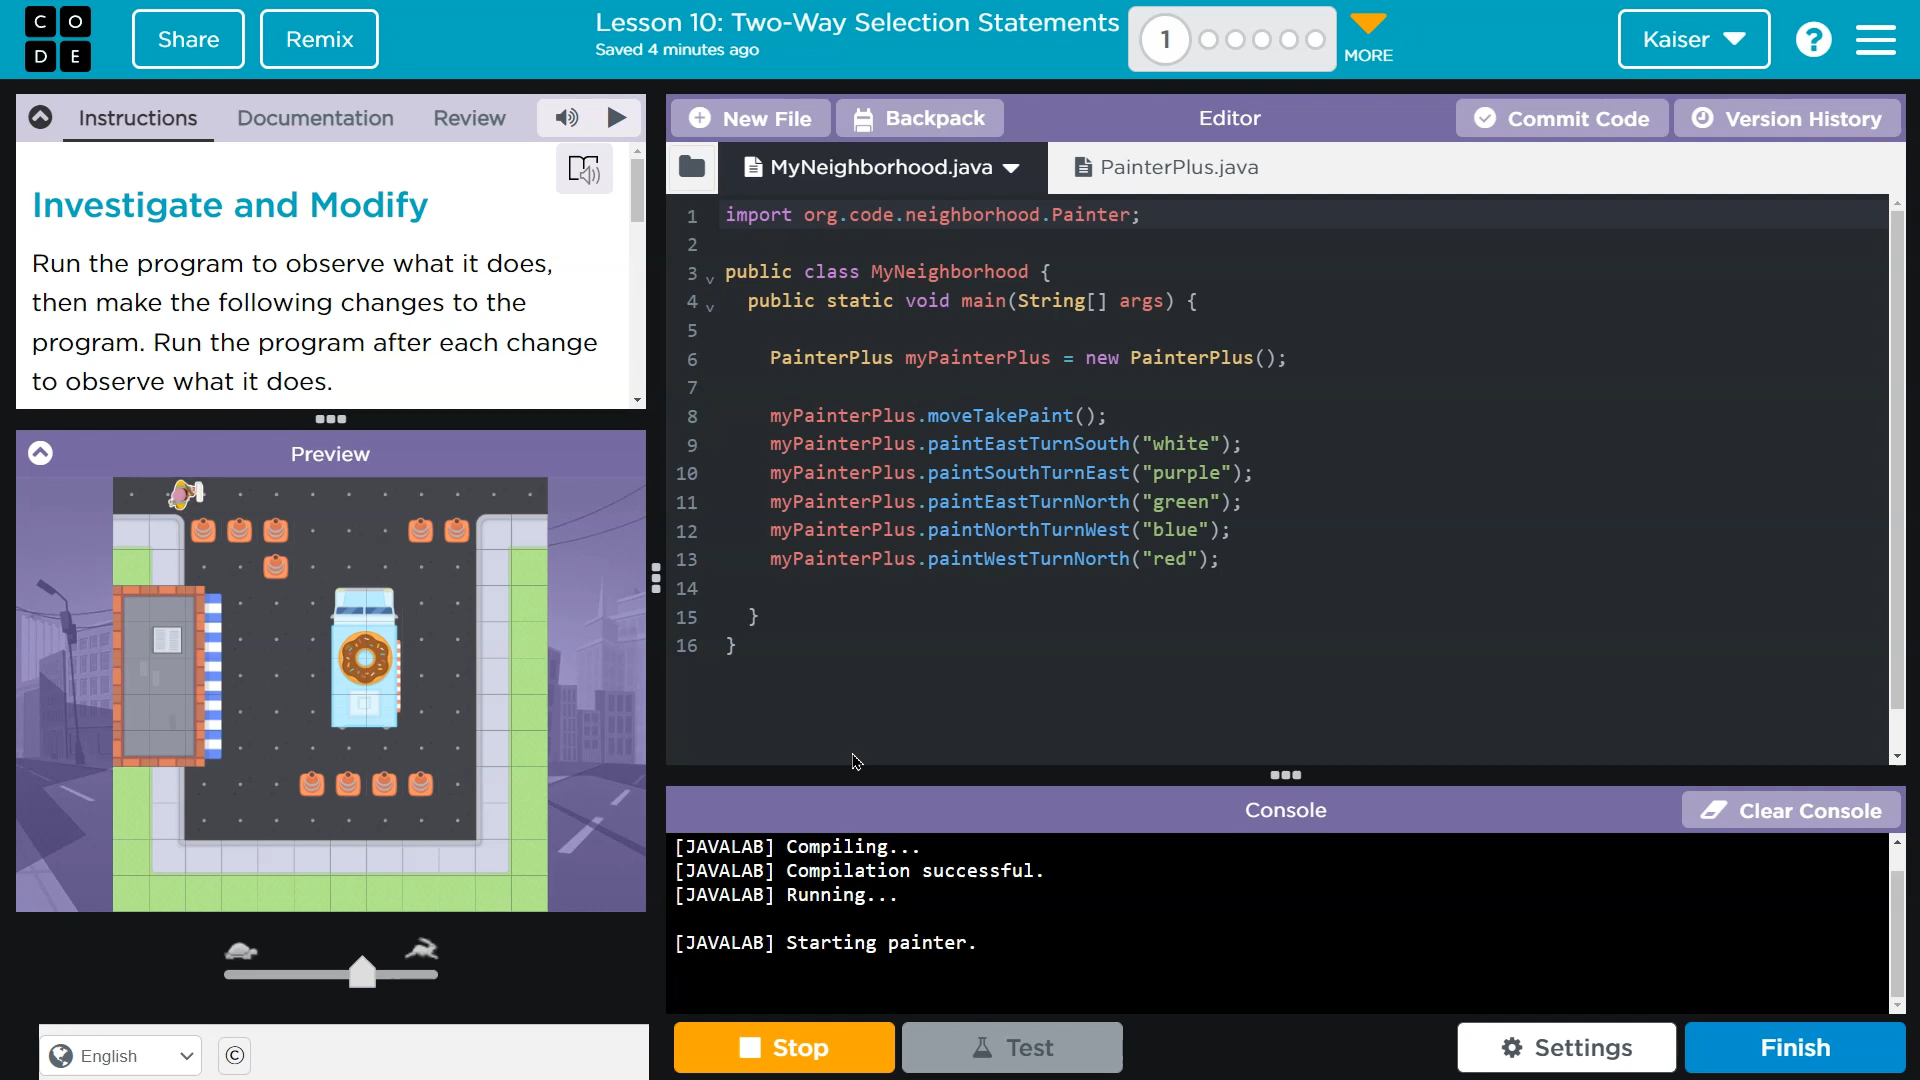 C O
D E
Share
Remix
Lesson 10: Two-Way Selection Statements
Saved 4 minutes ago
1
MORE
Kaiser
?
Instructions
Documentation
Review
Investigate and Modify
Run the program to observe what it does,
then make the following changes to the
program. Run the program after each change
to observe what it does.
Preview
English
©
New File
Backpack
Editor
Commit Code
Version History
MyNeighborhood.java
PainterPlus.java
1 import org.code.neighborhood.Painter;
2
3 public class MyNeighborhood {
4 public static void main(String[] args) {
5
6 PainterPlus myPainterPlus = new PainterPlus();
7
8 myPainterPlus.moveTakePaint();
9 myPainterPlus.paintEastTurnSouth("white");
10 myPainterPlus.paintSouthTurnEast("purple");
11 myPainterPlus.paintEastTurnNorth("green");
12 myPainterPlus.paintNorthTurnWest("blue");
13 myPainterPlus.paintWestTurnNorth("red");
14
15 }
16 }
Console
Clear Console
[JAVALAB] Compiling...
[JAVALAB] Compilation successful.
[JAVALAB] Running...
[JAVALAB] Starting painter.
Stop
Test
Settings
Finish